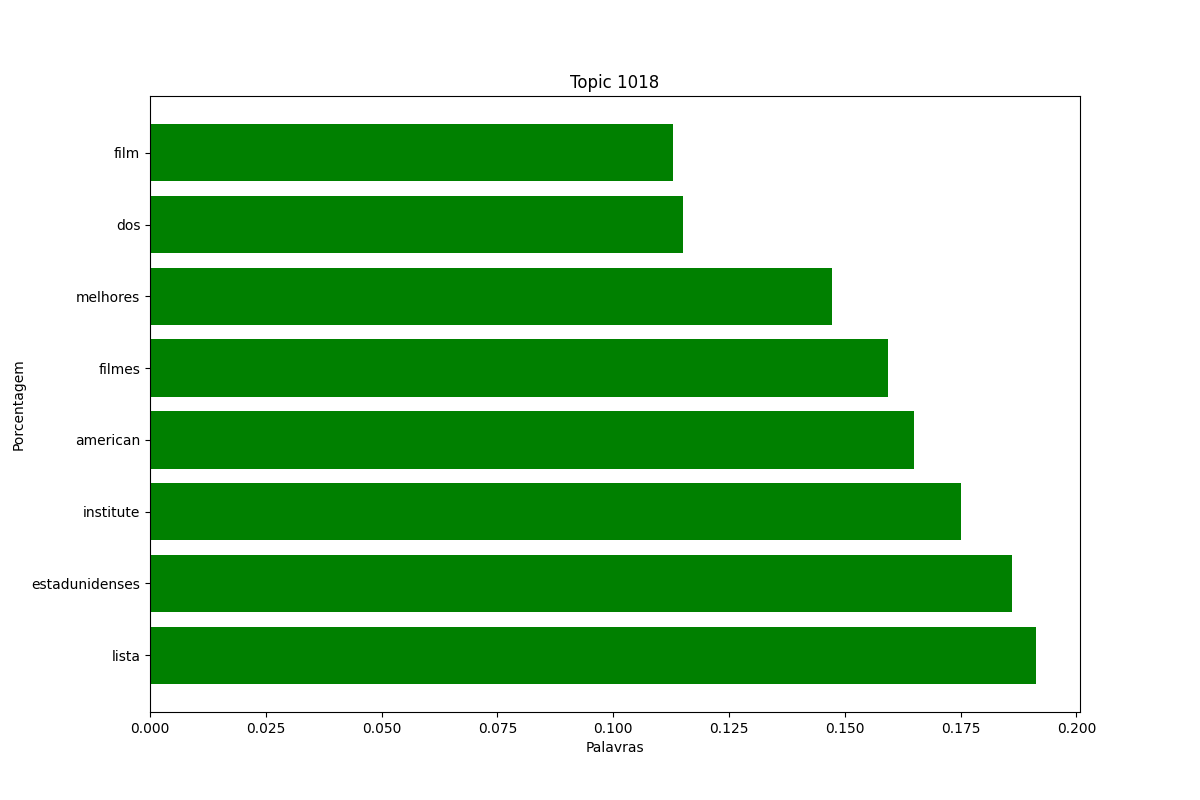 Topic 1018
film
dos
melhores
filmes
american
institute
estadunidenses
lista
Porcentagem
0.000 0.025 0.050 0.075 0.100 0.125 0.150 0.175 0.200
Palavras